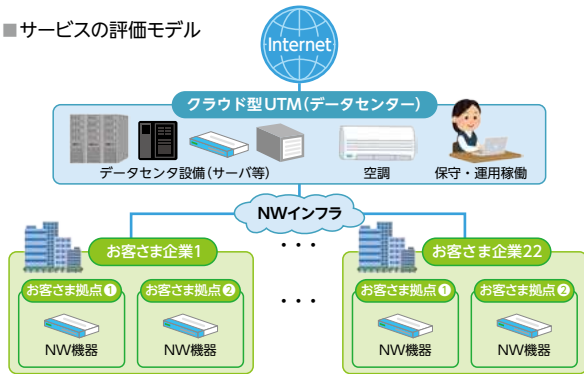 ■サービスの評価モデル
Internet
クラウド型UTM(データセンター)
データセンタ設備(サーバ等)
空調
保守・運用稼働
NWインフラ
お客さま企業1
・・・
お客さま企業22
お客さま拠点❶
お客さま拠点❷
・・・
お客さま拠点❶
お客さま拠点❷
NW機器
NW機器
NW機器
NW機器